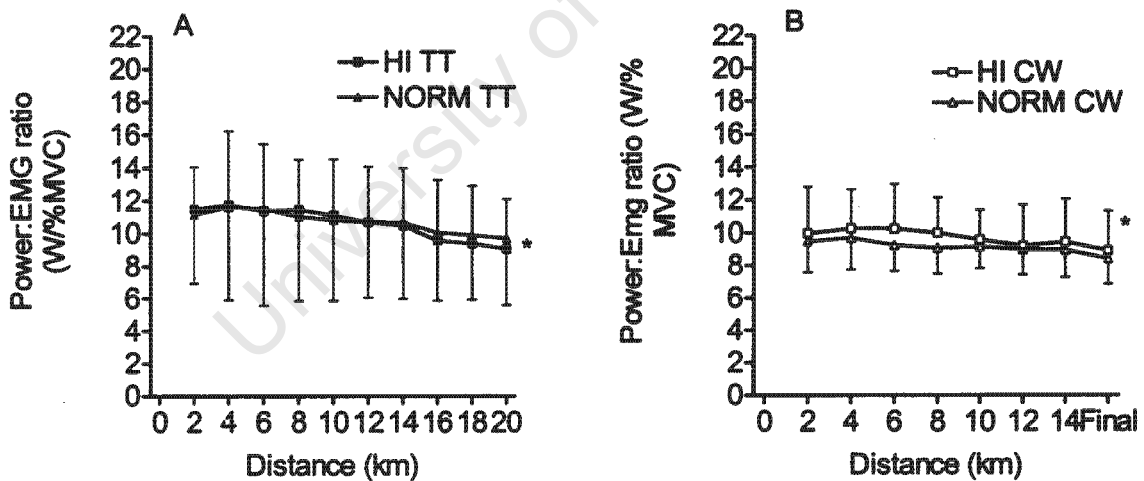 A
HI TT
NORM TT
Power:EMG ratio
(W/%MVC)
22
20
18
16
14
12
10
8
6
4
2
0
*
0 2 4 6 8 10 12 14 16 18 20
Distance (km)
B
HI CW
NORM CW
Power:Emg ratio (W/%
MVC)
22
20
18
16
14
12
10
8
6
4
2
0
*
0 2 4 6 8 10 12 14 Final
Distance (km)
University of